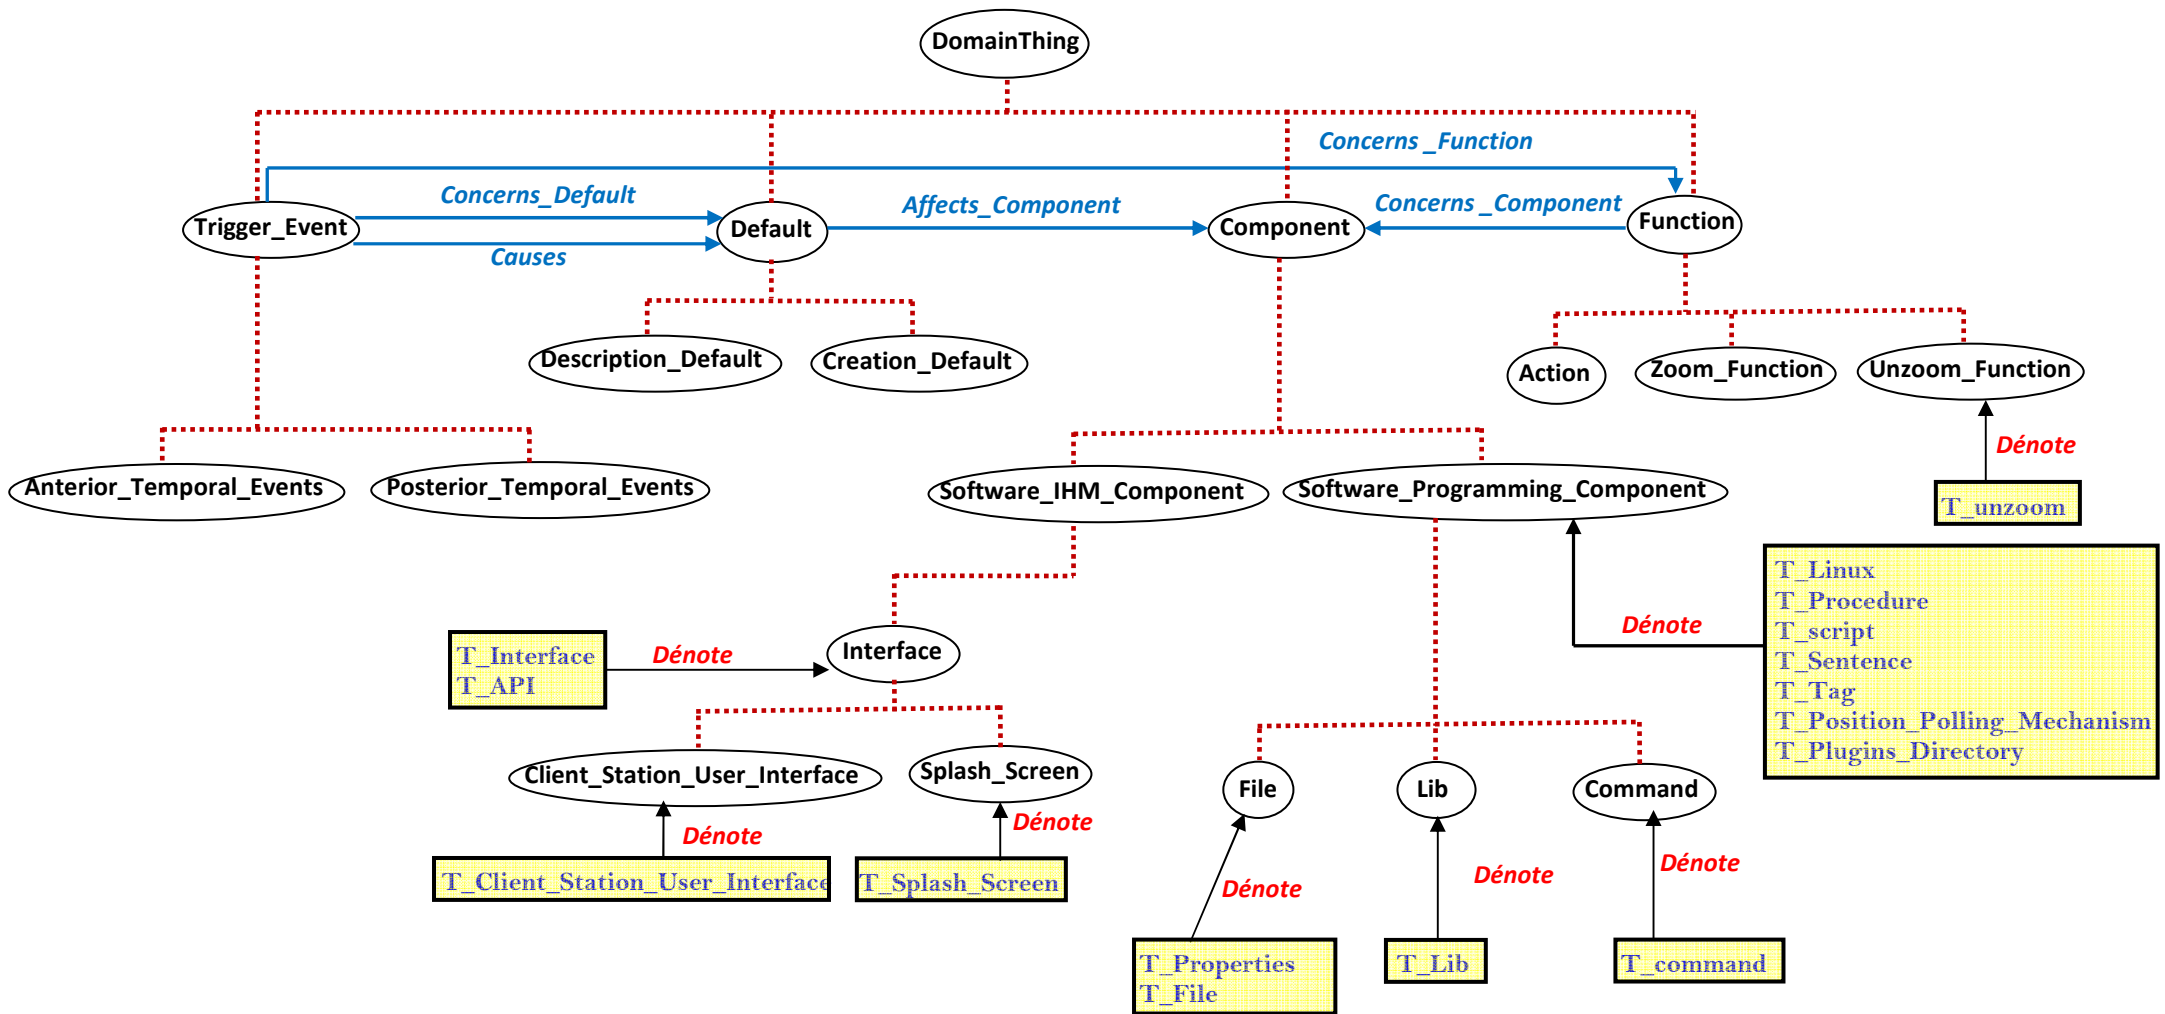 DomainThing
Concerns _Function
Concerns_Default
Affects_Component
Concerns _Component
Trigger_Event
Default
Component
Function
Causes
Description_Default
Creation_Default
Action
Zoom_Function
Unzoom_Function
Dénote
Anterior_Temporal_Events
Posterior_Temporal_Events
Software_IHM_Component
Software_Programming_Component
T_unzoom
T_Linux
T_Procedure
T_script
T_Sentence
T_Tag
T_Position_Polling_Mechanism
T_Plugins_Directory
Dénote
T_Interface
T_API
Dénote
Interface
Client_Station_User_Interface
Splash_Screen
File
Lib
Command
Dénote
Dénote
Dénote
Dénote
Dénote
T_Client_Station_User_Interface
T_Splash_Screen
T_Properties
T_File
T_Lib
T_command